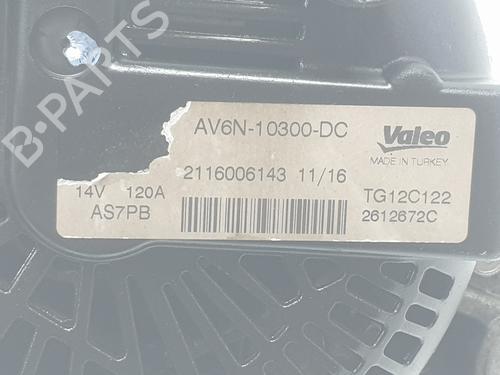 B-PARTS
AV6N-10300-DC
Valeo
MADE IN TURKEY
2116006143 11/16
14V 120A
TG12C122
AS7PB
2612672C